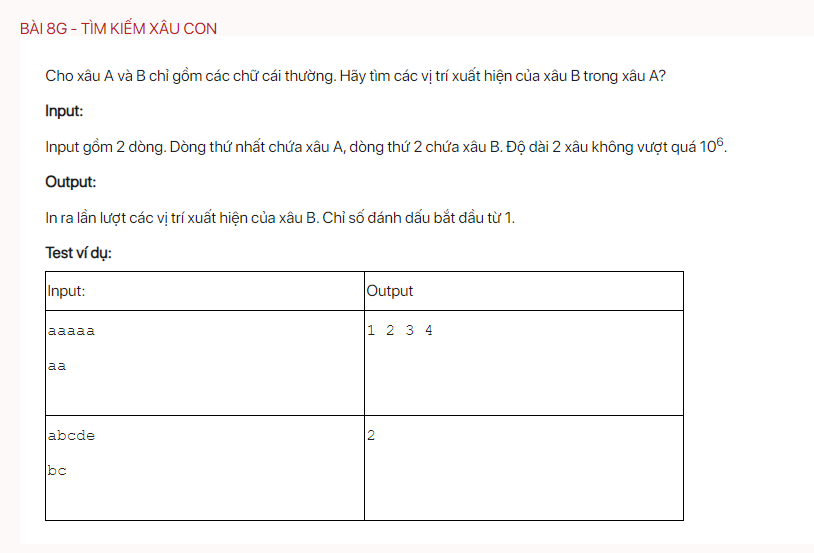 BÀI 8G - TÌM KIẾM XÂU CON
Cho xâu A và B chỉ gồm các chữ cái thường. Hãy tìm các vị trí xuất hiện của xâu B trong xâu A?
Input:
Input gồm 2 dòng. Dòng thứ nhất chứa xâu A, dòng thứ 2 chứa xâu B. Độ dài 2 xâu không vượt quá 10⁶.
Output:
In ra lần lượt các vị trí xuất hiện của xâu B. Chỉ số đánh dấu bắt đầu từ 1.
Test ví dụ:
Input: Output
aaaaa 1 2 3 4
aa
abcde 2
bc